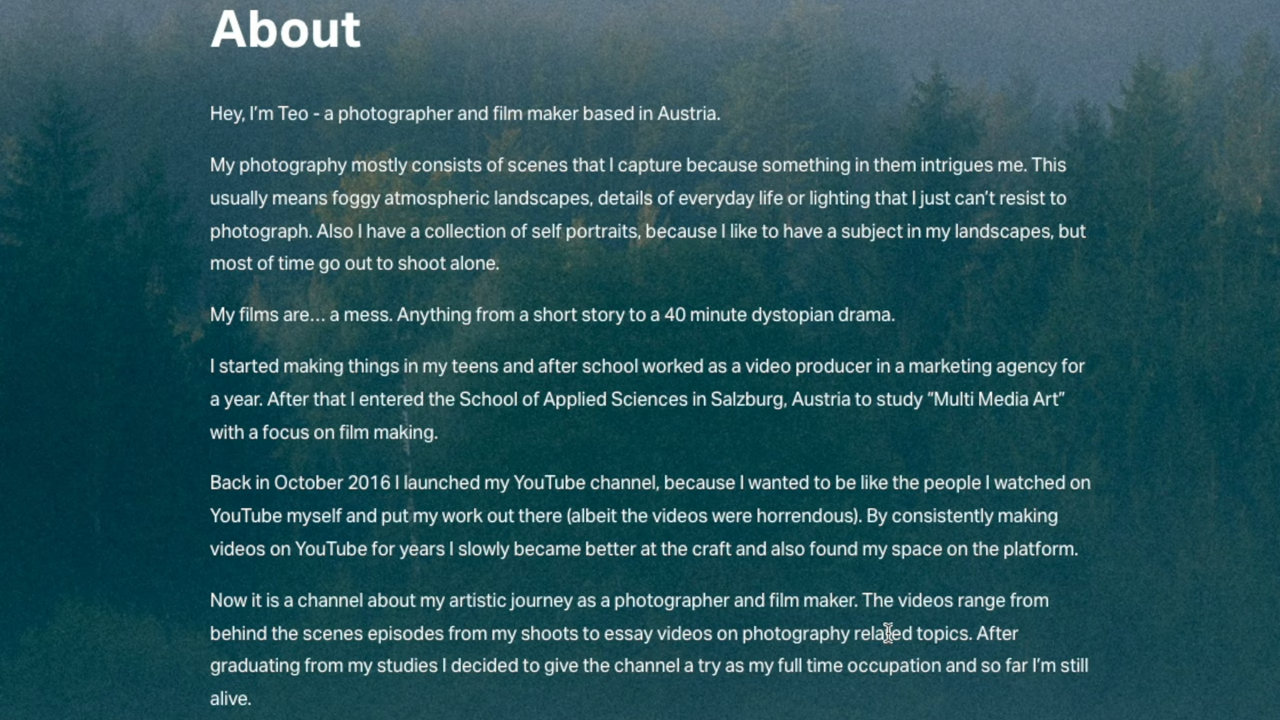 About
Hey, I’m Teo - a photographer and film maker based in Austria.
My photography mostly consists of scenes that I capture because something in them intrigues me. This
usually means foggy atmospheric landscapes, details of everyday life or lighting that I just can’t resist to
photograph. Also I have a collection of self portraits, because I like to have a subject in my landscapes, but
most of time go out to shoot alone.
My films are… a mess. Anything from a short story to a 40 minute dystopian drama.
I started making things in my teens and after school worked as a video producer in a marketing agency for
a year. After that I entered the School of Applied Sciences in Salzburg, Austria to study “Multi Media Art”
with a focus on film making.
Back in October 2016 I launched my YouTube channel, because I wanted to be like the people I watched on
YouTube myself and put my work out there (albeit the videos were horrendous). By consistently making
videos on YouTube for years I slowly became better at the craft and also found my space on the platform.
Now it is a channel about my artistic journey as a photographer and film maker. The videos range from
behind the scenes episodes from my shoots to essay videos on photography related topics. After
graduating from my studies I decided to give the channel a try as my full time occupation and so far I’m still
alive.